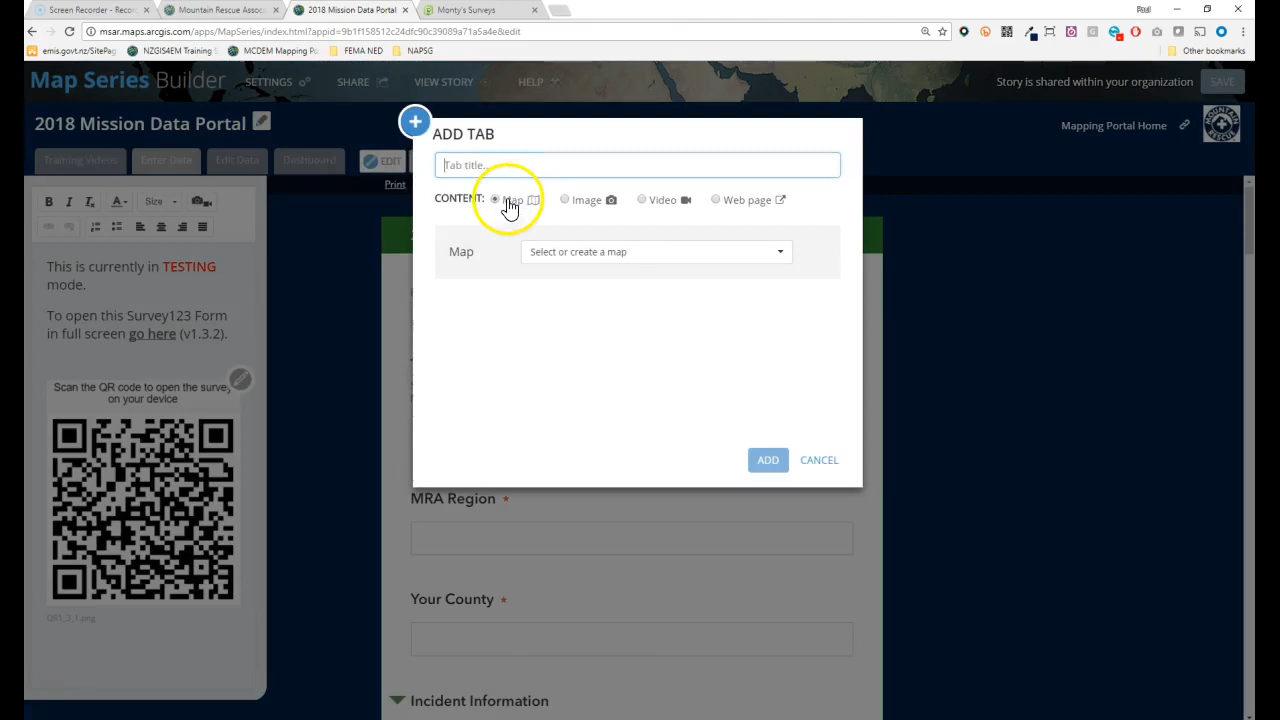 Screen Recorder - Recor
Mountain Rescue Assoc
2018 Mission Data Portal
Monty's Surveys
Paul
msar.maps.arcgis.com/apps/MapSeries/index.html?appid=9b1f158512c24dfc90c39089a71a5a4e&edit
emis.govt.nz/SitePag
NZGIS4EM Training
MCDEM Mapping Po
FEMA NED
NAPSG
Other bookmarks
Map Series Builder
SETTINGS
SHARE
VIEW STORY
HELP
Story is shared within your organization
SAVE
2018 Mission Data Portal
Mapping Portal Home
Training Videos
Enter Data
Edit Data
Dashboard
EDIT
Print
Size
This is currently in TESTING
mode.
To open this Survey123 Form
in full screen go here (v1.3.2).
Scan the QR code to open the survey
on your device
QR1_3_1.png
ADD TAB
Tab title...
CONTENT:
Map
Image
Video
Web page
Map
Select or create a map
ADD
CANCEL
MRA Region *
Your County *
Incident Information